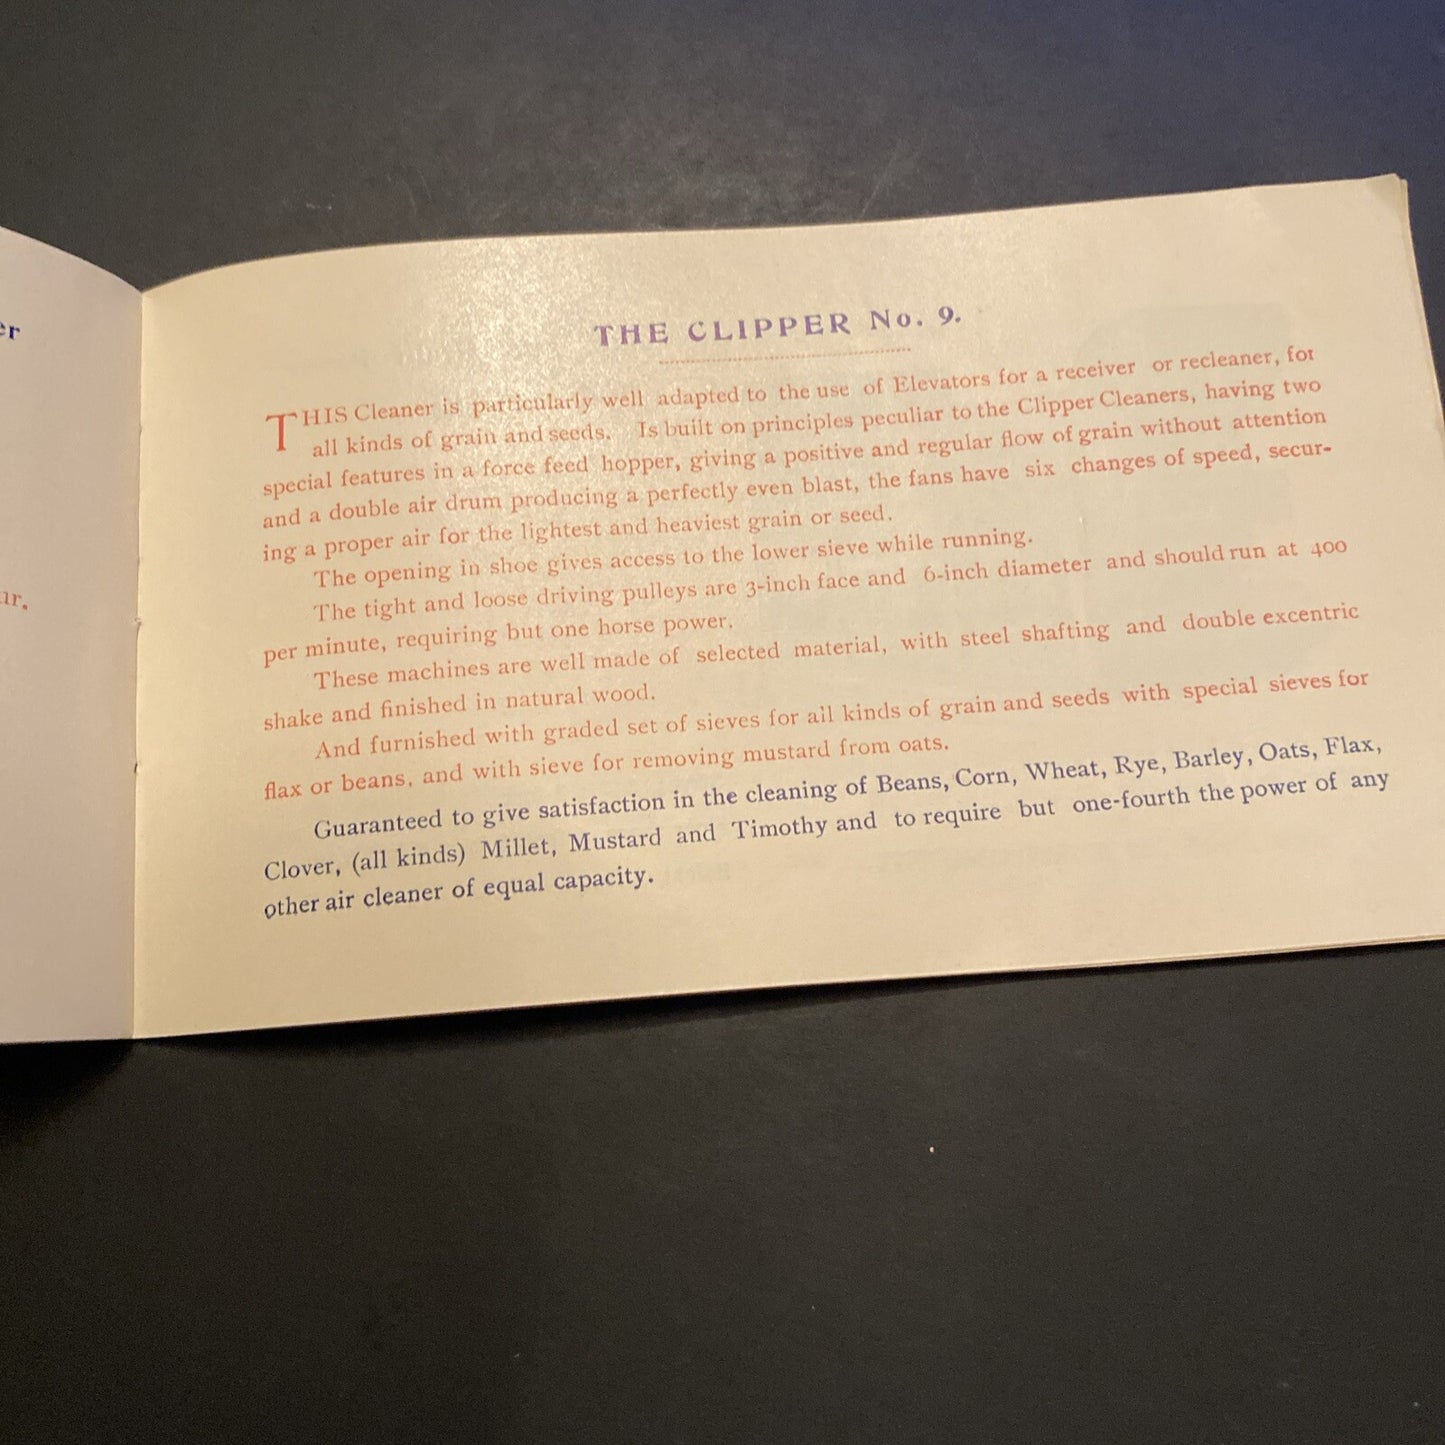 er
ur.
THE CLIPPER No. 9.
THIS Cleaner is particularly well adapted to the use of Elevators for a receiver or recleaner, for
all kinds of grain and seeds. Is built on principles peculiar to the Clipper Cleaners, having two
special features in a force feed hopper, giving a positive and regular flow of grain without attention
and a double air drum producing a perfectly even blast, the fans have six changes of speed, secur-
ing a proper air for the lightest and heaviest grain or seed.
The opening in shoe gives access to the lower sieve while running.
The tight and loose driving pulleys are 3-inch face and 6-inch diameter and should run at 400
per minute, requiring but one horse power.
These machines are well made of selected material, with steel shafting and double excentric
shake and finished in natural wood.
And furnished with graded set of sieves for all kinds of grain and seeds with special sieves for
flax or beans, and with sieve for removing mustard from oats.
Guaranteed to give satisfaction in the cleaning of Beans, Corn, Wheat, Rye, Barley, Oats, Flax,
Clover, (all kinds) Millet, Mustard and Timothy and to require but one-fourth the power of any
other air cleaner of equal capacity.